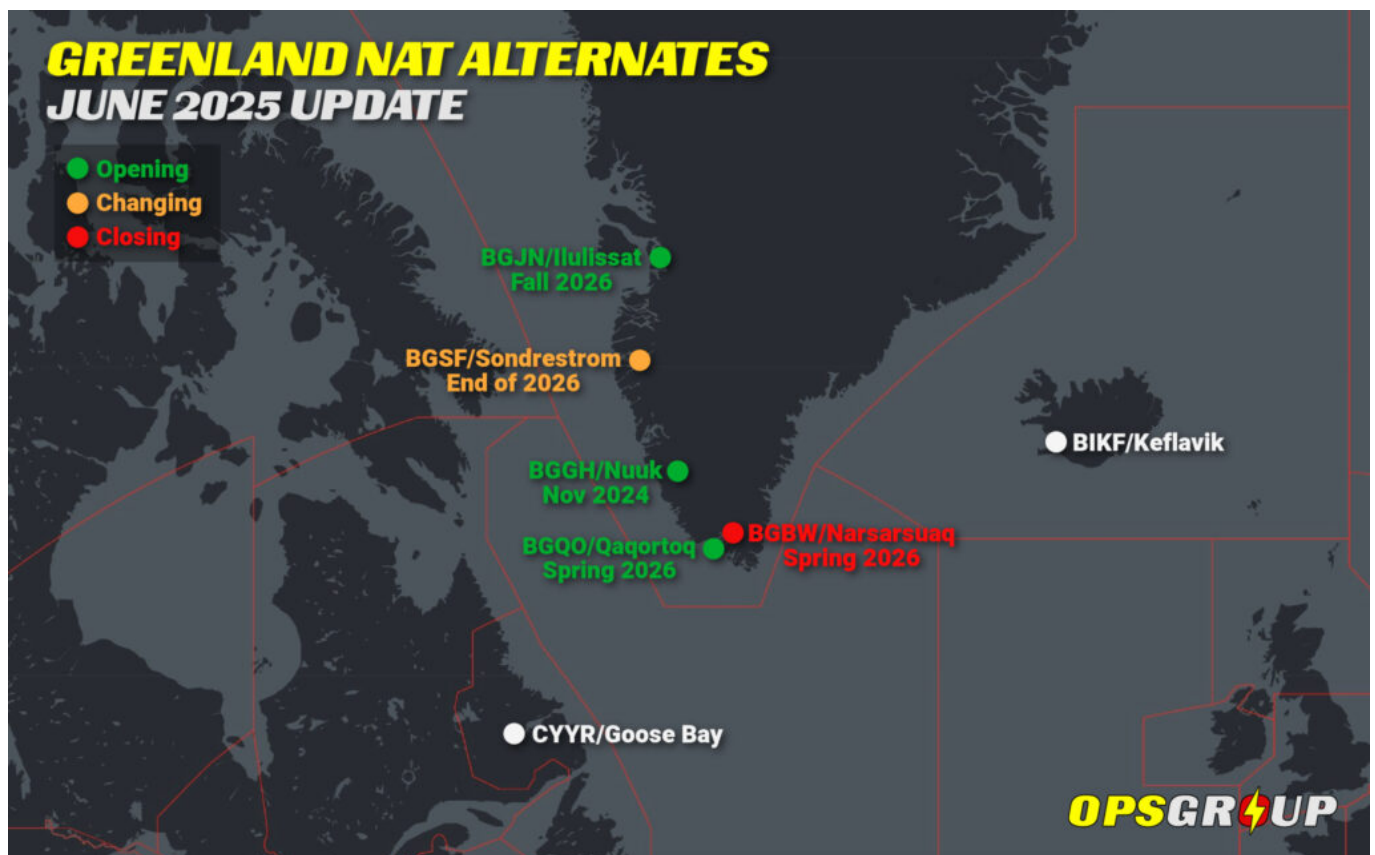 GREENLAND NAT ALTERNATES
JUNE 2025 UPDATE
Opening
Changing
Closing
BGJN/Ilulissat
Fall 2026
BGSF/Sondrestrom
End of 2026
BIKF/Keflavik
BGGH/Nuuk
Nov 2024
BGBW/Narsarsuaq
Spring 2026
BGQO/Qaqortoq
Spring 2026
CYYR/Goose Bay
OPSGROUP